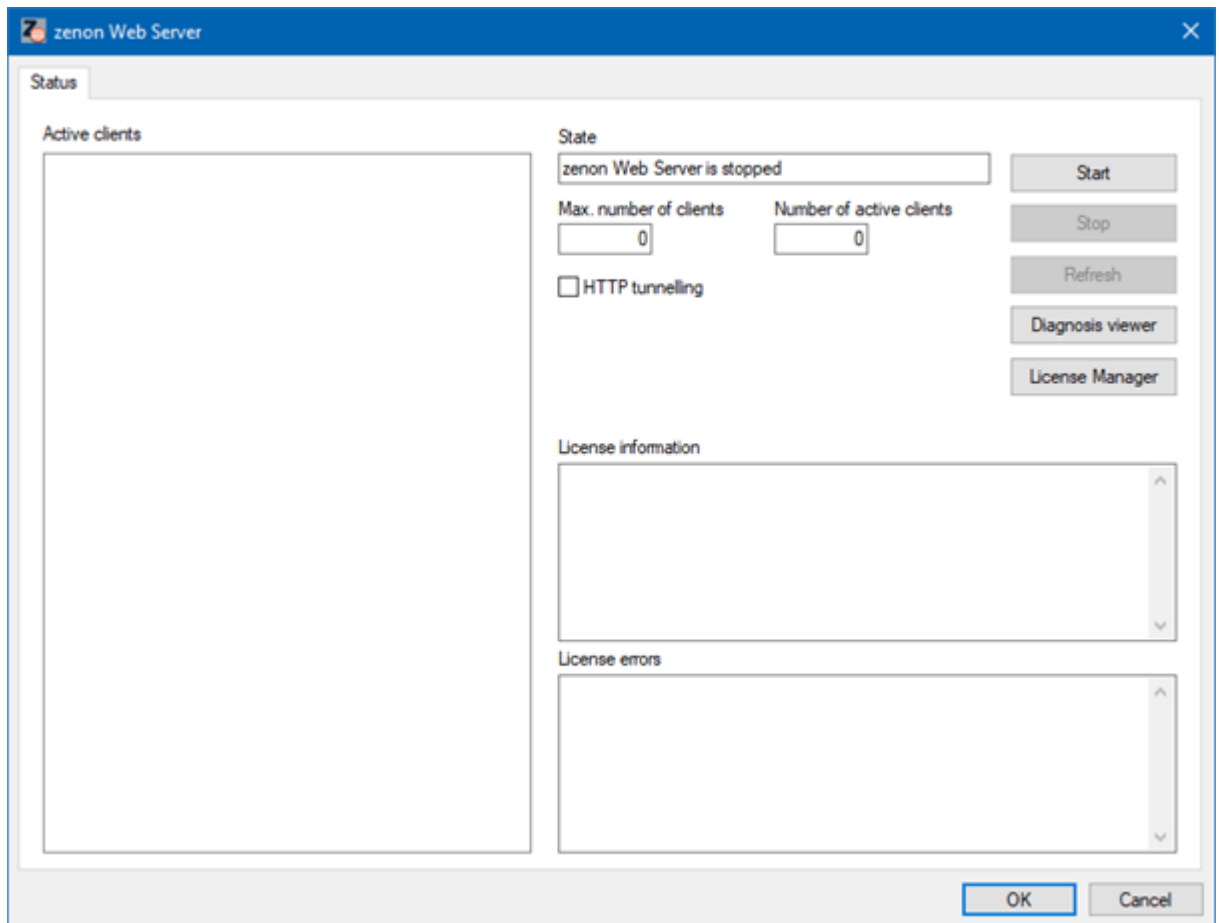 zenon Web Server
Status
Active clients
State
zenon Web Server is stopped
Start
Max. number of clients
Number of active clients
0
0
Stop
HTTP tunnelling
Refresh
Diagnosis viewer
License Manager
License information
License errors
OK
Cancel